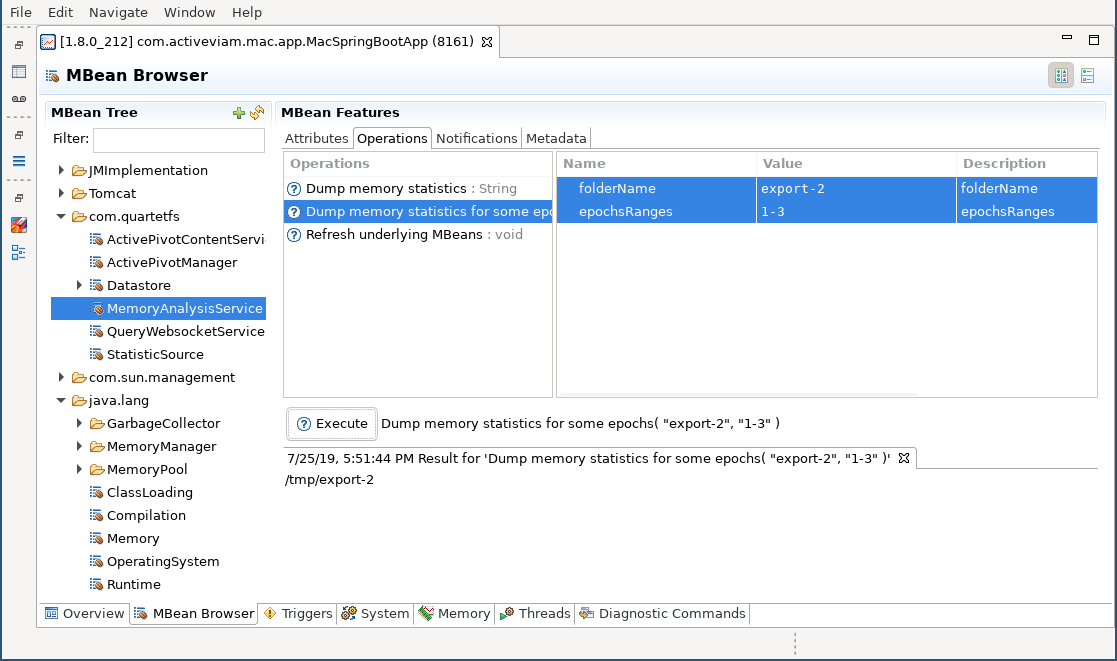 File Edit Navigate Window Help
[1.8.0_212] com.activeviam.mac.app.MacSpringBootApp (8161)
MBean Browser
MBean Tree
Filter:
JMImplementation
Tomcat
com.quartetfs
ActivePivotContentServi
ActivePivotManager
Datastore
MemoryAnalysisService
QueryWebsocketService
StatisticSource
com.sun.management
java.lang
GarbageCollector
MemoryManager
MemoryPool
ClassLoading
Compilation
Memory
OperatingSystem
Runtime
MBean Features
Attributes Operations Notifications Metadata
Operations
Dump memory statistics : String
Dump memory statistics for some epo
Refresh underlying MBeans : void
Name Value Description
folderName export-2 folderName
epochsRanges 1-3 epochsRanges
Execute Dump memory statistics for some epochs( "export-2", "1-3" )
7/25/19, 5:51:44 PM Result for 'Dump memory statistics for some epochs( "export-2", "1-3" )'
/tmp/export-2
Overview MBean Browser Triggers System Memory Threads Diagnostic Commands